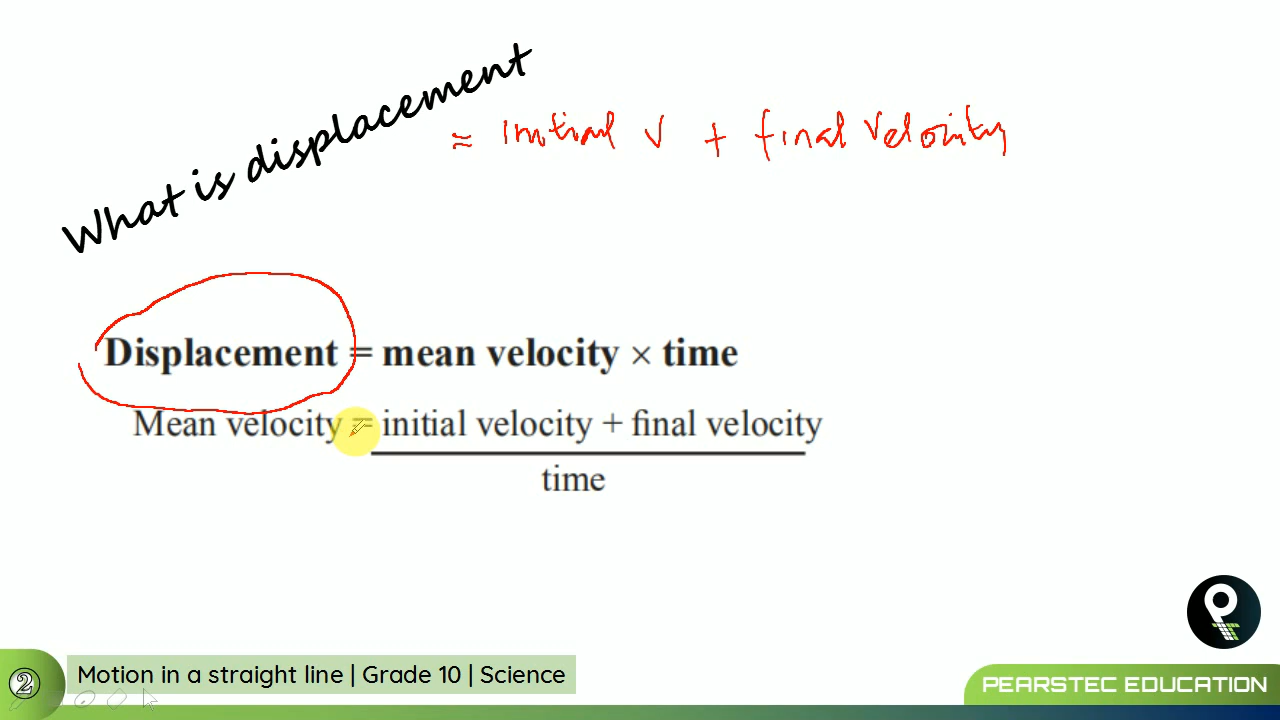 What is displacement
= initial v + final velocity
Displacement = mean velocity × time
Mean velocity = initial velocity + final velocity
time
2
Motion in a straight line | Grade 10 | Science
PEARSTEC EDUCATION